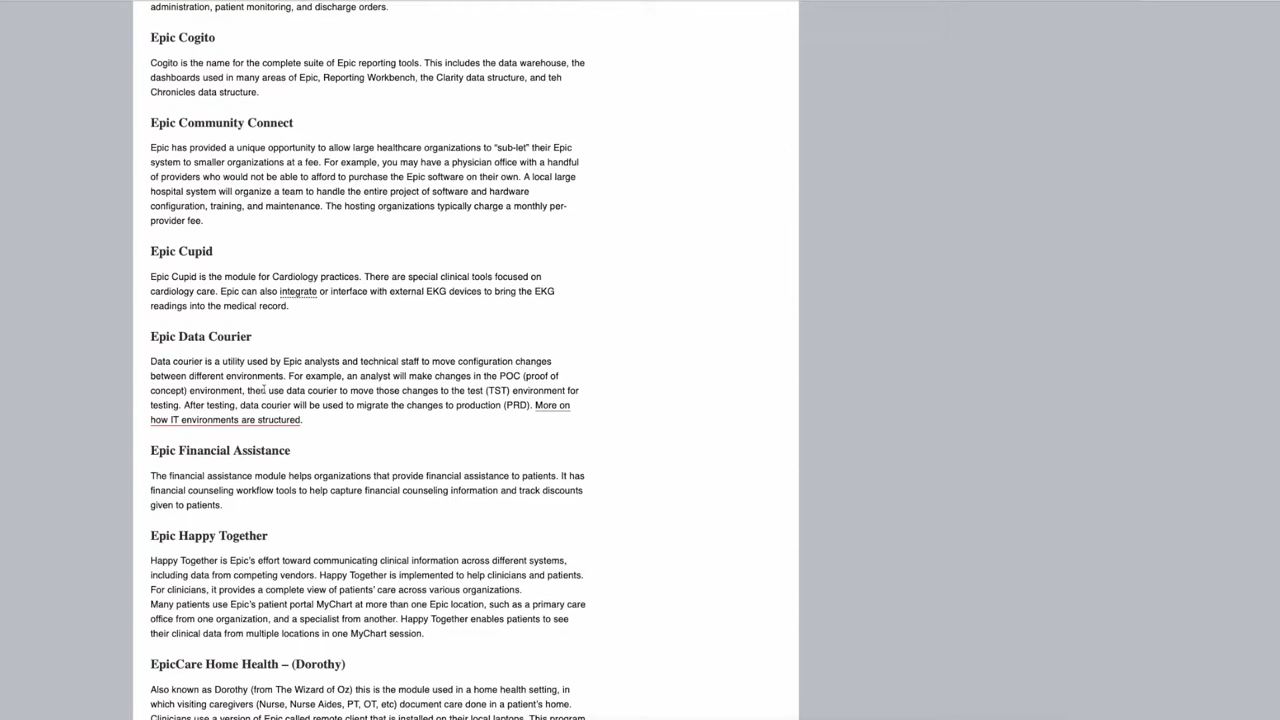 administration, patient monitoring, and discharge orders.
Epic Cogito
Cogito is the name for the complete suite of Epic reporting tools. This includes the data warehouse, the
dashboards used in many areas of Epic, Reporting Workbench, the Clarity data structure, and teh
Chronicles data structure.
Epic Community Connect
Epic has provided a unique opportunity to allow large healthcare organizations to “sub-let” their Epic
system to smaller organizations at a fee. For example, you may have a physician office with a handful
of providers who would not be able to afford to purchase the Epic software on their own. A local large
hospital system will organize a team to handle the entire project of software and hardware
configuration, training, and maintenance. The hosting organizations typically charge a monthly per-
provider fee.
Epic Cupid
Epic Cupid is the module for Cardiology practices. There are special clinical tools focused on
cardiology care. Epic can also integrate or interface with external EKG devices to bring the EKG
readings into the medical record.
Epic Data Courier
Data courier is a utility used by Epic analysts and technical staff to move configuration changes
between different environments. For example, an analyst will make changes in the POC (proof of
concept) environment, then use data courier to move those changes to the test (TST) environment for
testing. After testing, data courier will be used to migrate the changes to production (PRD). More on
how IT environments are structured.
Epic Financial Assistance
The financial assistance module helps organizations that provide financial assistance to patients. It has
financial counseling workflow tools to help capture financial counseling information and track discounts
given to patients.
Epic Happy Together
Happy Together is Epic’s effort toward communicating clinical information across different systems,
including data from competing vendors. Happy Together is implemented to help clinicians and patients.
For clinicians, it provides a complete view of patients’ care across various organizations.
Many patients use Epic’s patient portal MyChart at more than one Epic location, such as a primary care
office from one organization, and a specialist from another. Happy Together enables patients to see
their clinical data from multiple locations in one MyChart session.
EpicCare Home Health – (Dorothy)
Also known as Dorothy (from The Wizard of Oz) this is the module used in a home health setting, in
which visiting caregivers (Nurse, Nurse Aides, PT, OT, etc) document care done in a patient’s home.
Clinicians use a version of Epic called remote client that is installed on their local laptops. This program